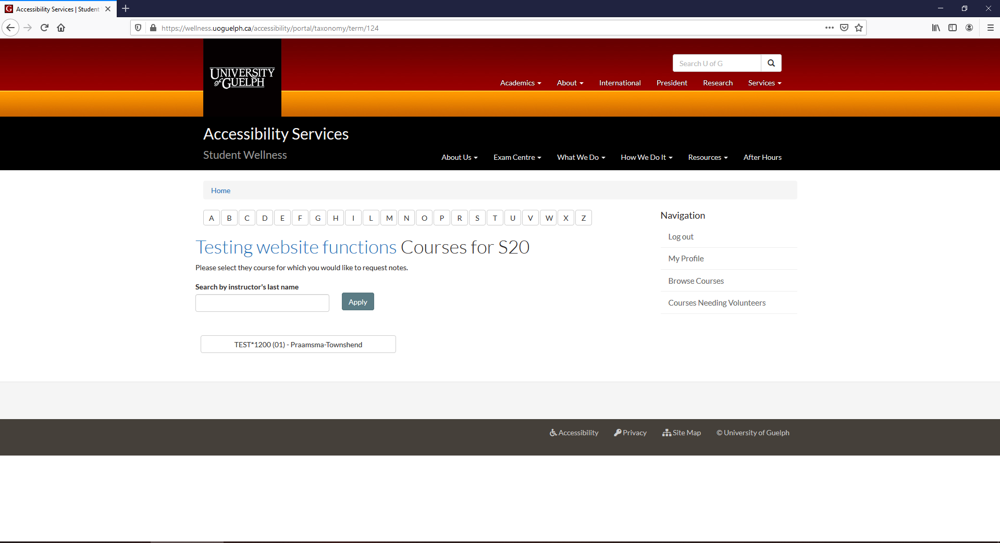 Accessibility Services | Student
https://wellness.uoguelph.ca/accessibility/portal/taxonomy/term/124
UNIVERSITY
of GUELPH
Search U of G
Academics About International President Research Services
Accessibility Services
Student Wellness
About Us Exam Centre What We Do How We Do It Resources After Hours
Home
A B C D E F G H I L M N O P R S T U V W X Z
Testing website functions Courses for S20
Please select they course for which you would like to request notes.
Search by instructor's last name
Apply
TEST*1200 (01) - Praamsma-Townshend
Navigation
Log out
My Profile
Browse Courses
Courses Needing Volunteers
Accessibility Privacy Site Map © University of Guelph